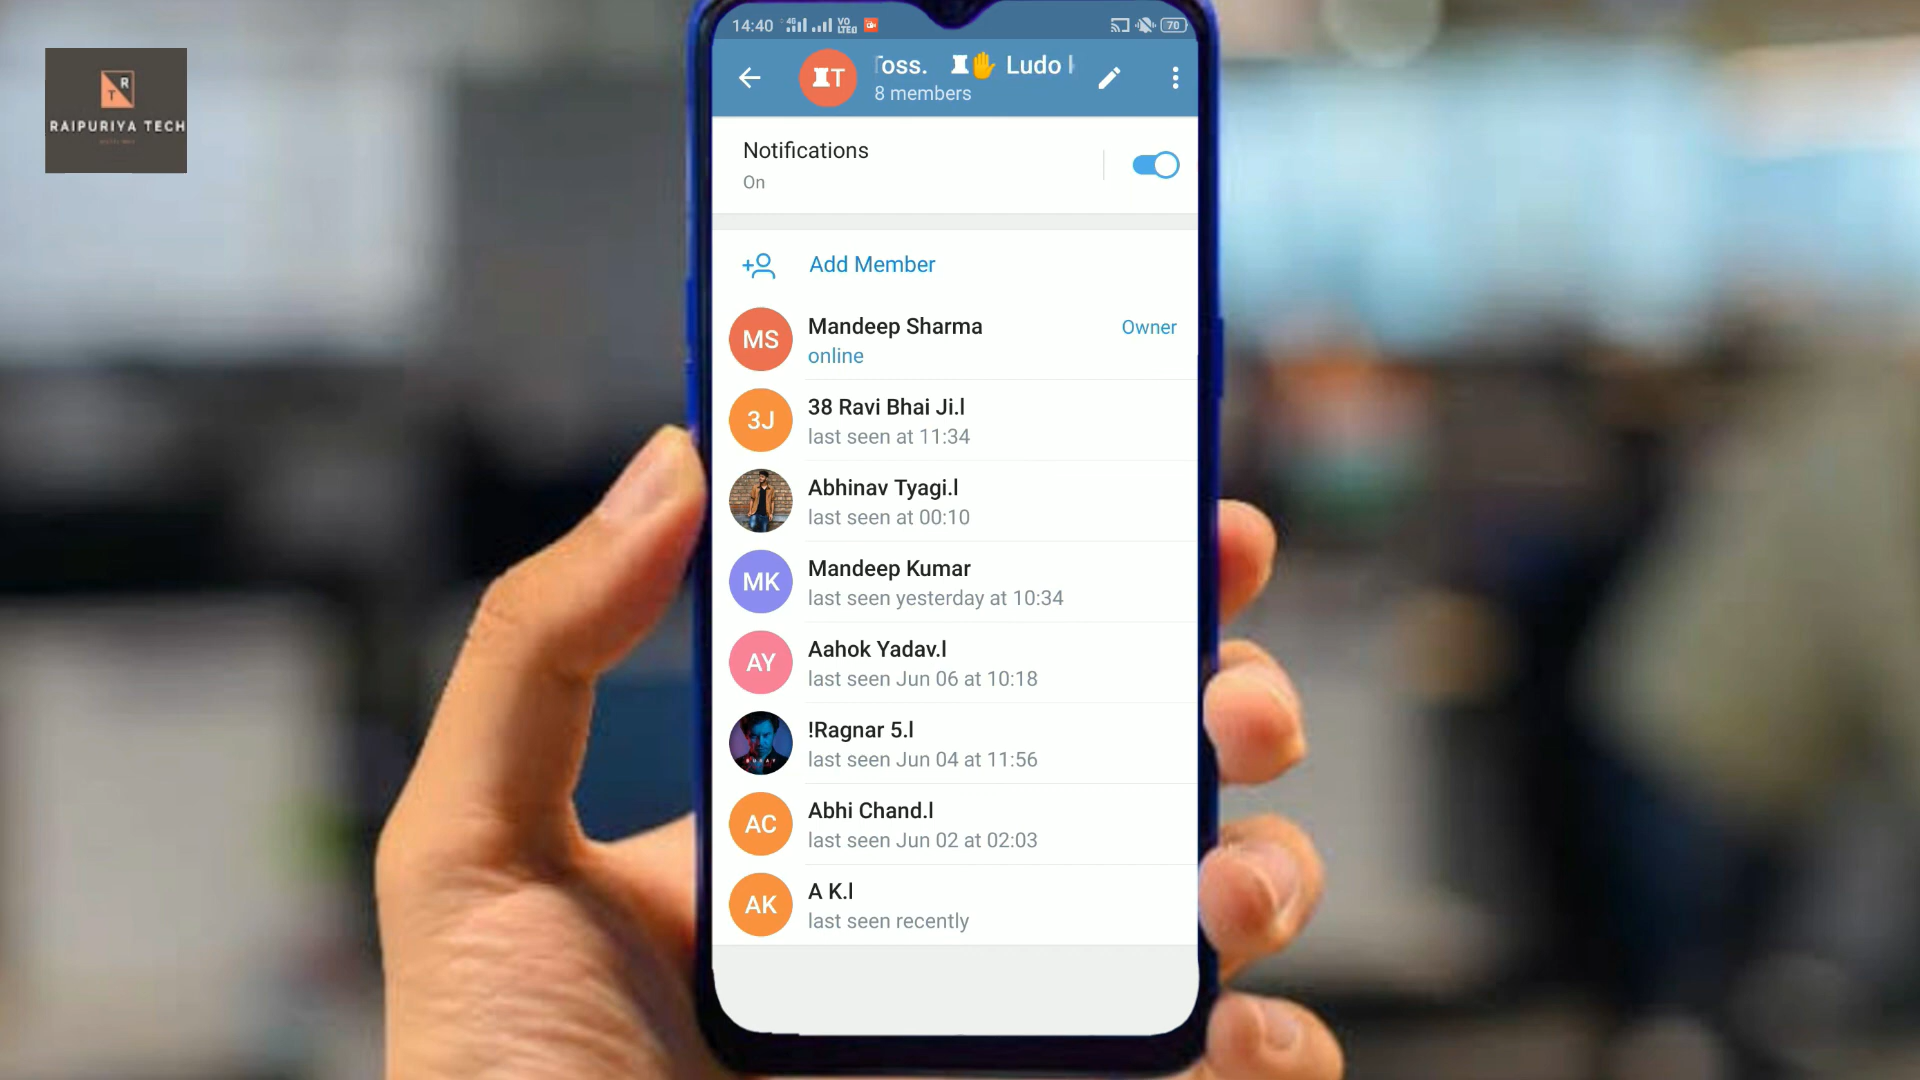 R
T
RAIPURIYA TECH
14:40
4G
VO
LTE
70
T
oss. Ludo
8 members
Notifications
On
Add Member
MS
Mandeep Sharma
Owner
online
3J
38 Ravi Bhai Ji.l
last seen at 11:34
Abhinav Tyagi.l
last seen at 00:10
MK
Mandeep Kumar
last seen yesterday at 10:34
AY
Aahok Yadav.l
last seen Jun 06 at 10:18
!Ragnar 5.l
last seen Jun 04 at 11:56
AC
Abhi Chand.l
last seen Jun 02 at 02:03
AK
A K.l
last seen recently